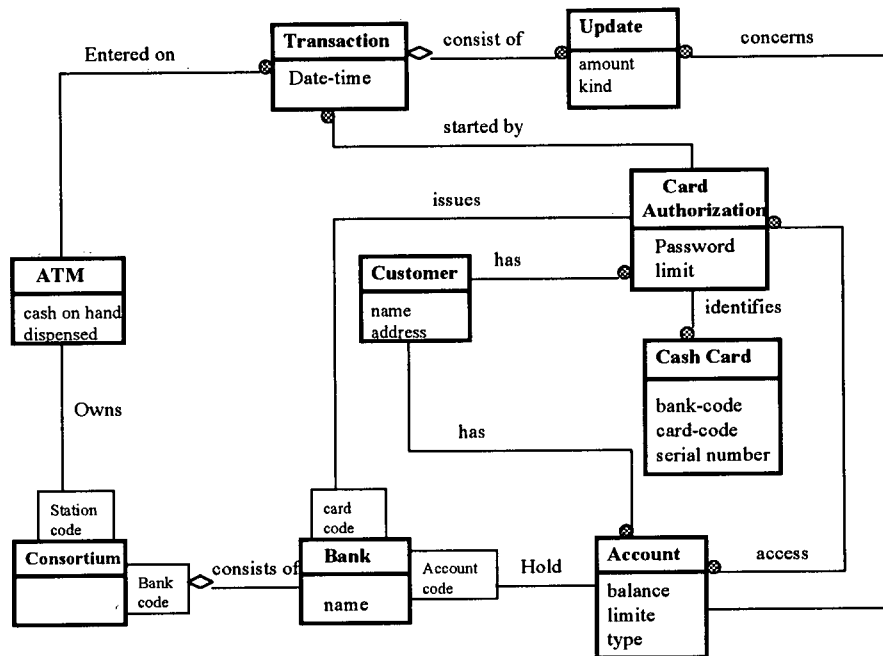 Transaction
Date-time
consist of
Update
amount
kind
concerns
Entered on
started by
issues
Card
Authorization
Password
limit
ATM
cash on hand
dispensed
Customer
name
address
has
identifies
Cash Card
bank-code
card-code
serial number
Owns
has
Station
code
card
code
Consortium
Bank
code
consists of
Bank
name
Account
code
Hold
Account
balance
limite
type
access